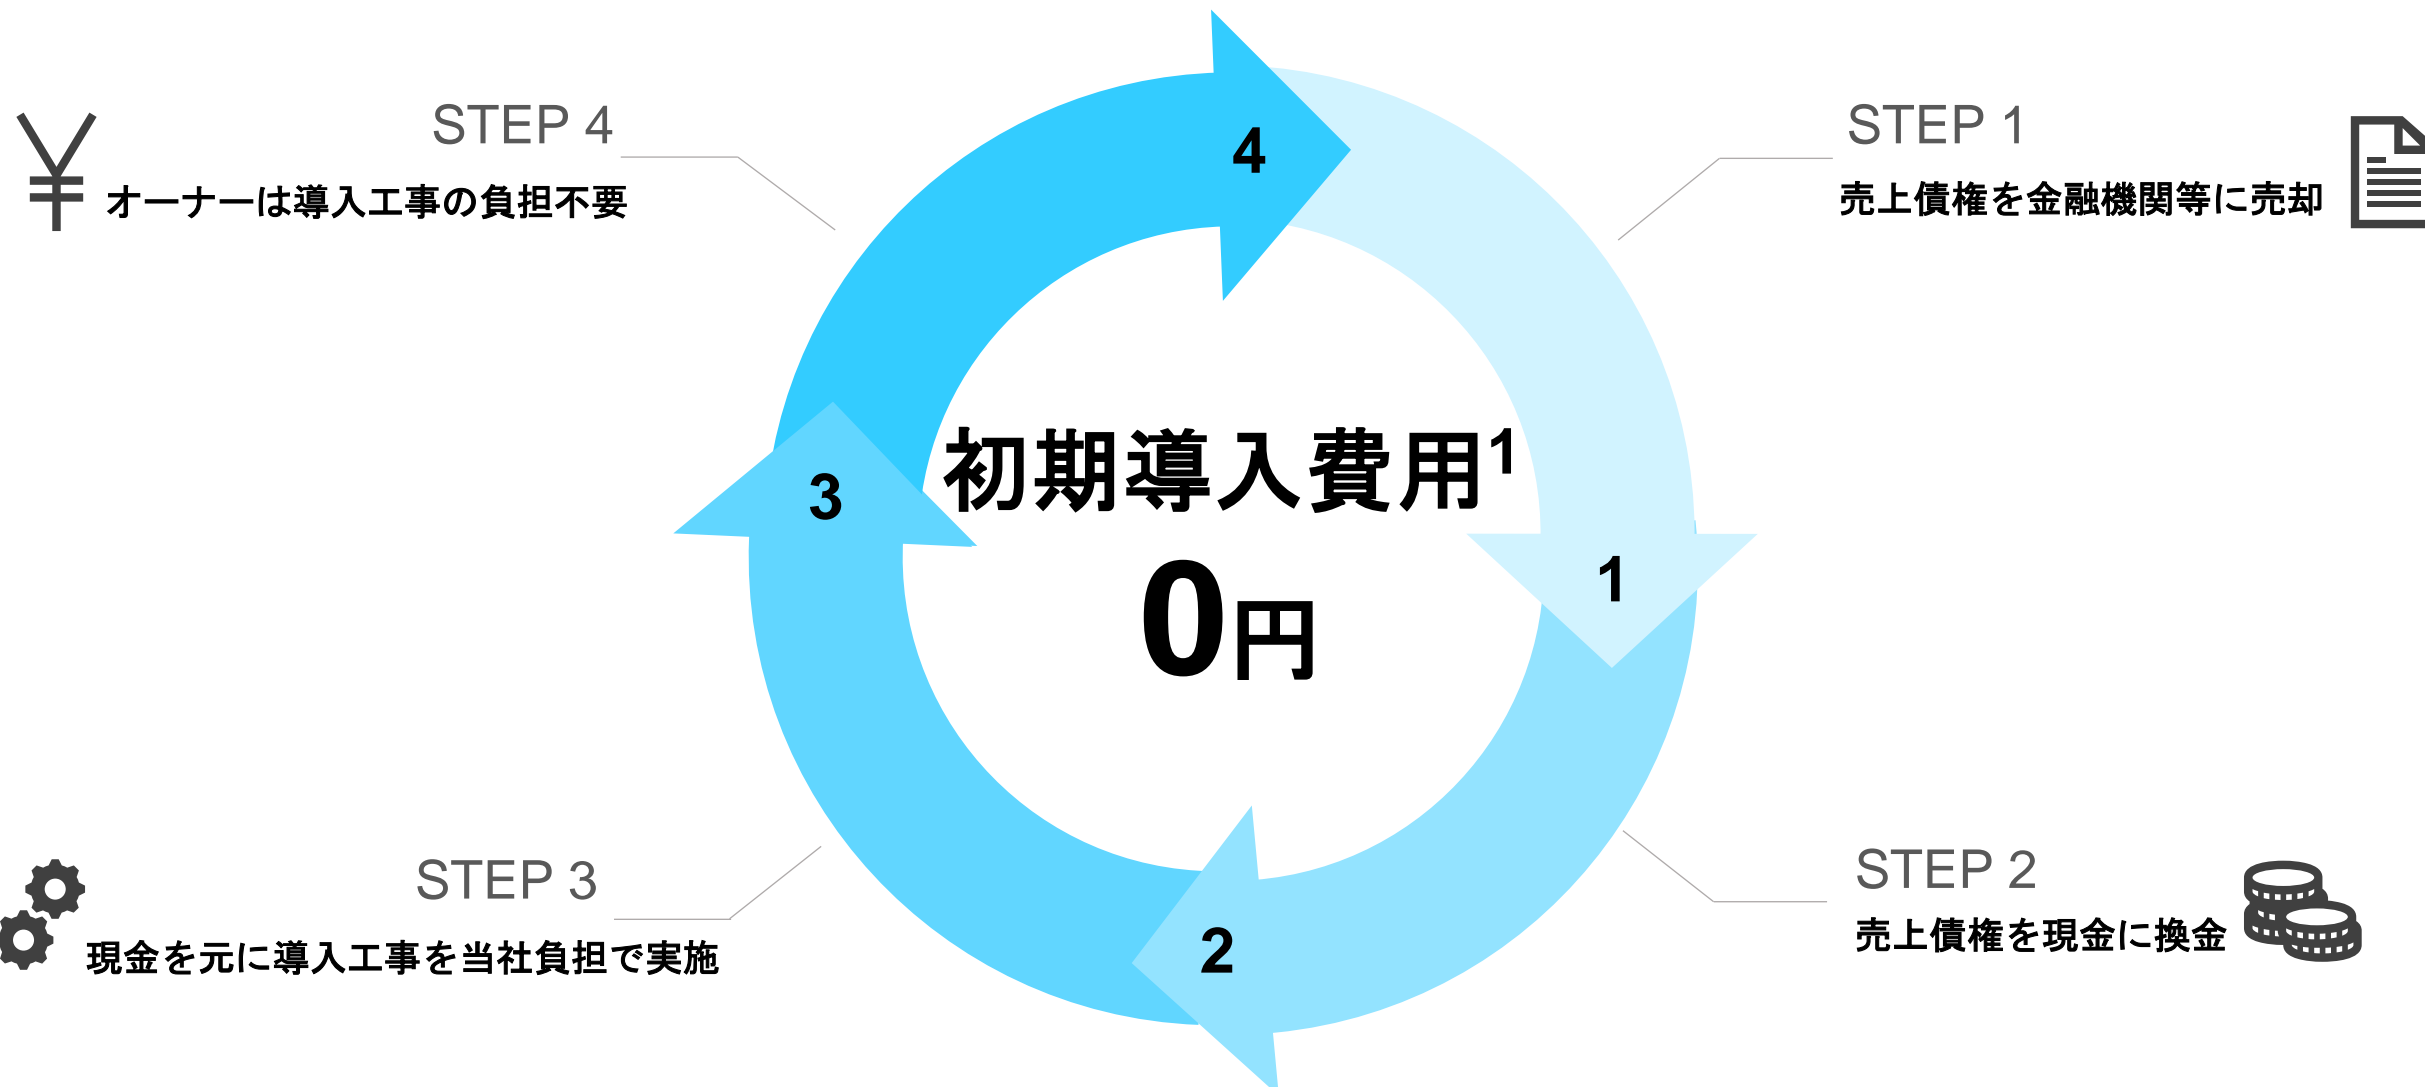 STEP 1
売上債権を金融機関等に売却
STEP 2
売上債権を現金に換金
STEP 3
現金を元に導入工事を当社負担で実施
STEP 4
オーナーは導入工事の負担不要
¥
1
2
3
4
初期導入費用1
0円